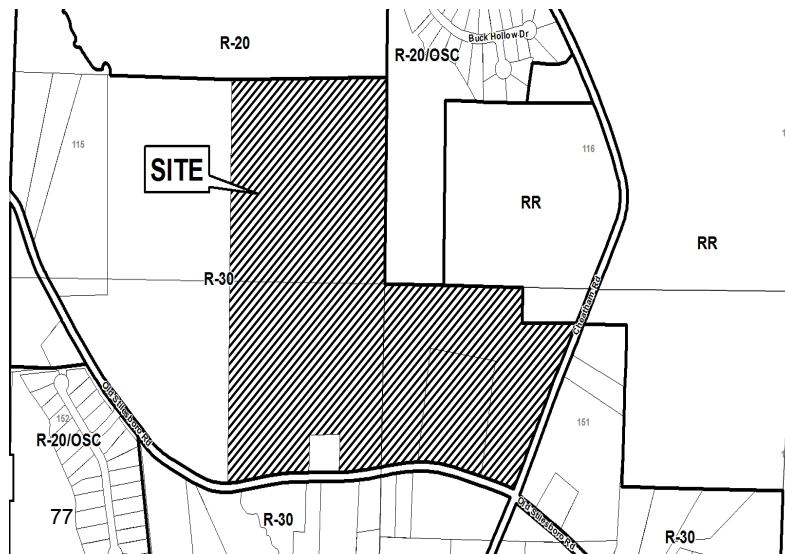 Buck Hollow Dr
R-20
R-20/OSC
115
116
SITE
RR
RR
R-30
Cheatham Rd
Old Stilesboro Rd
152
151
R-20/OSC
77
R-30
Old Stilesboro Rd
R-30